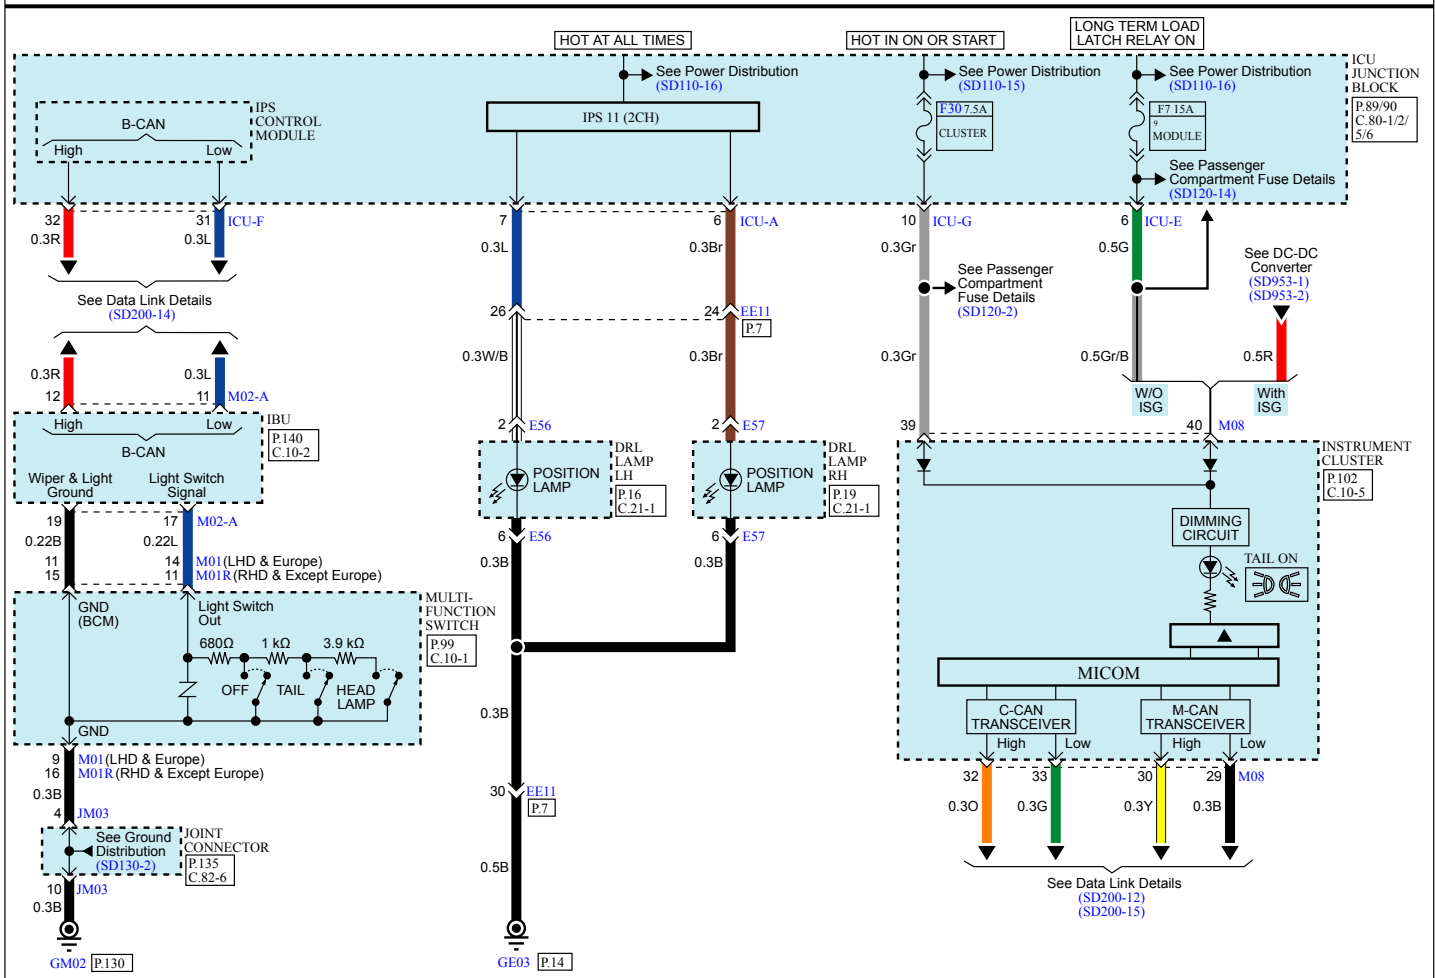 HOT AT ALL TIMES
HOT IN ON OR START
LONG TERM LOAD
LATCH RELAY ON
See Power Distribution
(SD110-16)
See Power Distribution
(SD110-15)
See Power Distribution
(SD110-16)
ICU
JUNCTION
BLOCK
P.89/90
C.80-1/2/
5/6
IPS
CONTROL
MODULE
B-CAN
High
Low
IPS 11 (2CH)
F30 7.5A
CLUSTER
F7 15A
9
MODULE
See Passenger
Compartment Fuse Details
(SD120-14)
32
31
ICU-F
7
6
ICU-A
10
ICU-G
6
ICU-E
0.3R
0.3L
0.3L
0.3Br
0.3Gr
0.5G
See Data Link Details
(SD200-14)
See Passenger
Compartment
Fuse Details
(SD120-2)
See DC-DC
Converter
(SD953-1)
(SD953-2)
26
24
EE11
P.7
0.3R
0.3L
0.3W/B
0.3Br
0.3Gr
0.5Gr/B
0.5R
W/O
ISG
With
ISG
12
11
M02-A
2
E56
2
E57
39
40
M08
High
Low
B-CAN
Wiper & Light
Ground
Light Switch
Signal
IBU
P.140
C.10-2
POSITION
LAMP
DRL
LAMP
LH
P.16
C.21-1
POSITION
LAMP
DRL
LAMP
RH
P.19
C.21-1
INSTRUMENT
CLUSTER
P.102
C.10-5
19
17
M02-A
6
E56
6
E57
0.22B
0.22L
0.3B
0.3B
11
14
M01(LHD & Europe)
15
11
M01R(RHD & Except Europe)
DIMMING
CIRCUIT
TAIL ON
GND
(BCM)
Light Switch
Out
680Ω
1 kΩ
3.9 kΩ
OFF
TAIL
HEAD
LAMP
GND
MULTI-
FUNCTION
SWITCH
P.99
C.10-1
MICOM
C-CAN
TRANSCEIVER
M-CAN
TRANSCEIVER
High
Low
High
Low
0.3B
9
M01(LHD & Europe)
16
M01R(RHD & Except Europe)
0.3B
4
JM03
30
EE11
P.7
32
33
30
29
M08
0.3O
0.3G
0.3Y
0.3B
See Ground
Distribution
(SD130-2)
JOINT
CONNECTOR
P.135
C.82-6
0.5B
See Data Link Details
(SD200-12)
(SD200-15)
10
JM03
0.3B
GM02
P.130
GE03
P.14